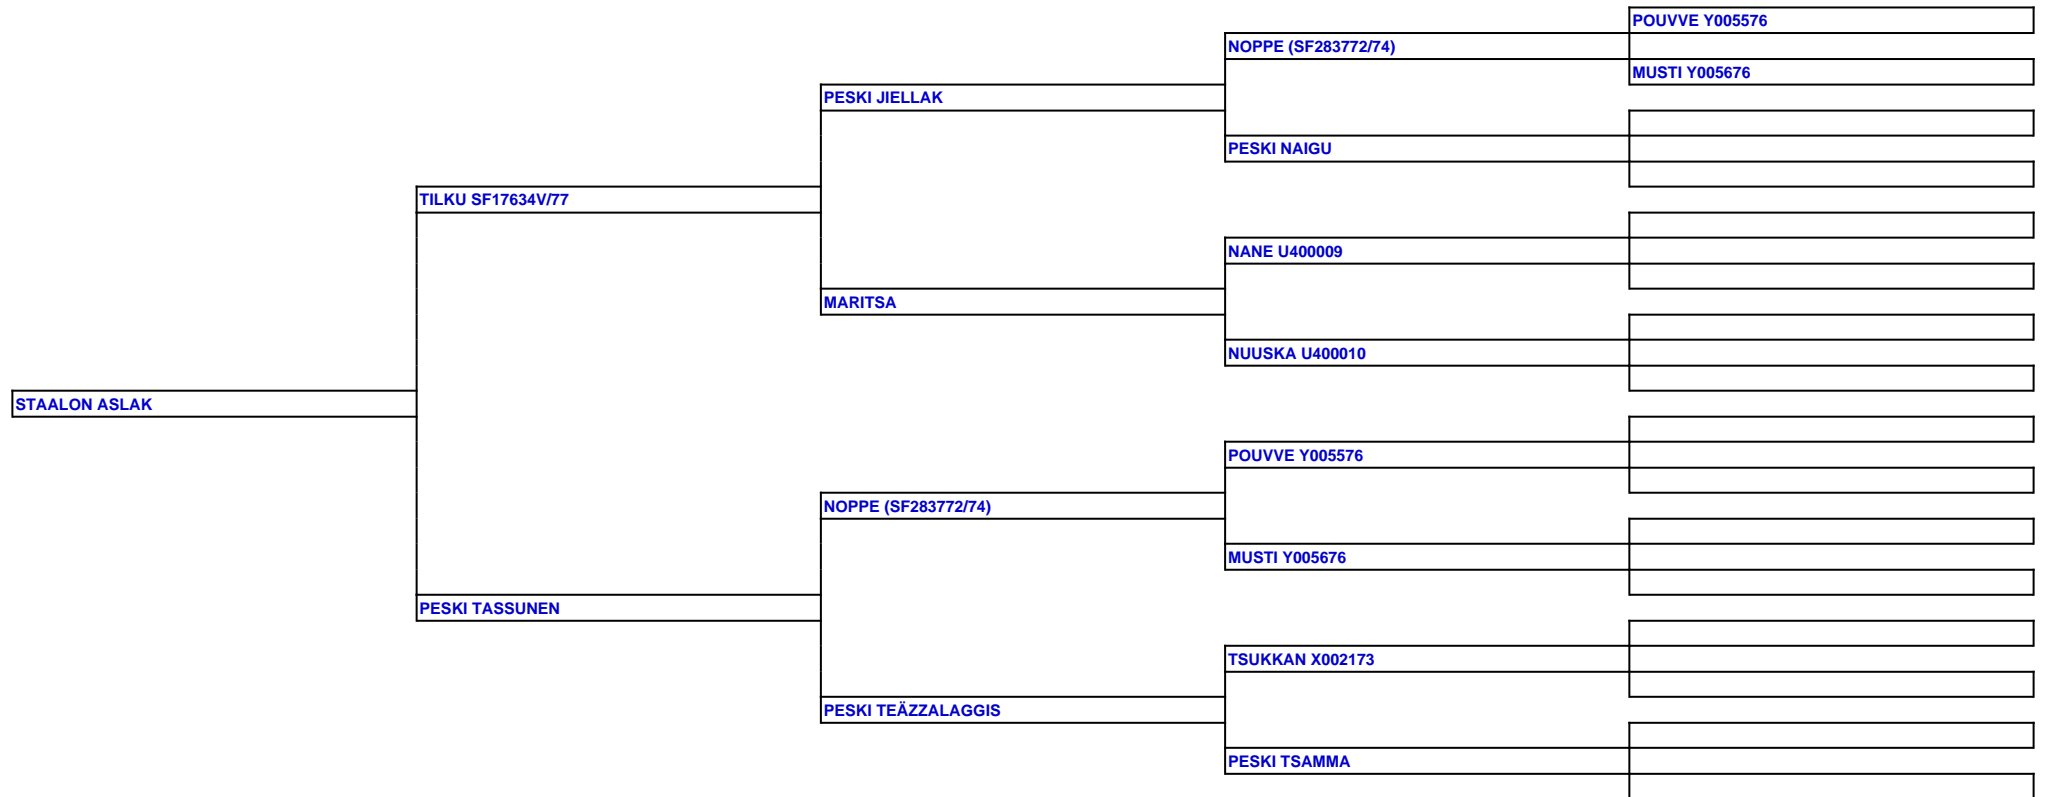 POUVVE Y005576
NOPPE (SF283772/74)
MUSTI Y005676
PESKI JIELLAK
PESKI NAIGU
TILKU SF17634V/77
NANE U400009
MARITSA
NUUSKA U400010
STAALON ASLAK
POUVVE Y005576
NOPPE (SF283772/74)
MUSTI Y005676
PESKI TASSUNEN
TSUKKAN X002173
PESKI TEÄZZALAGGIS
PESKI TSAMMA